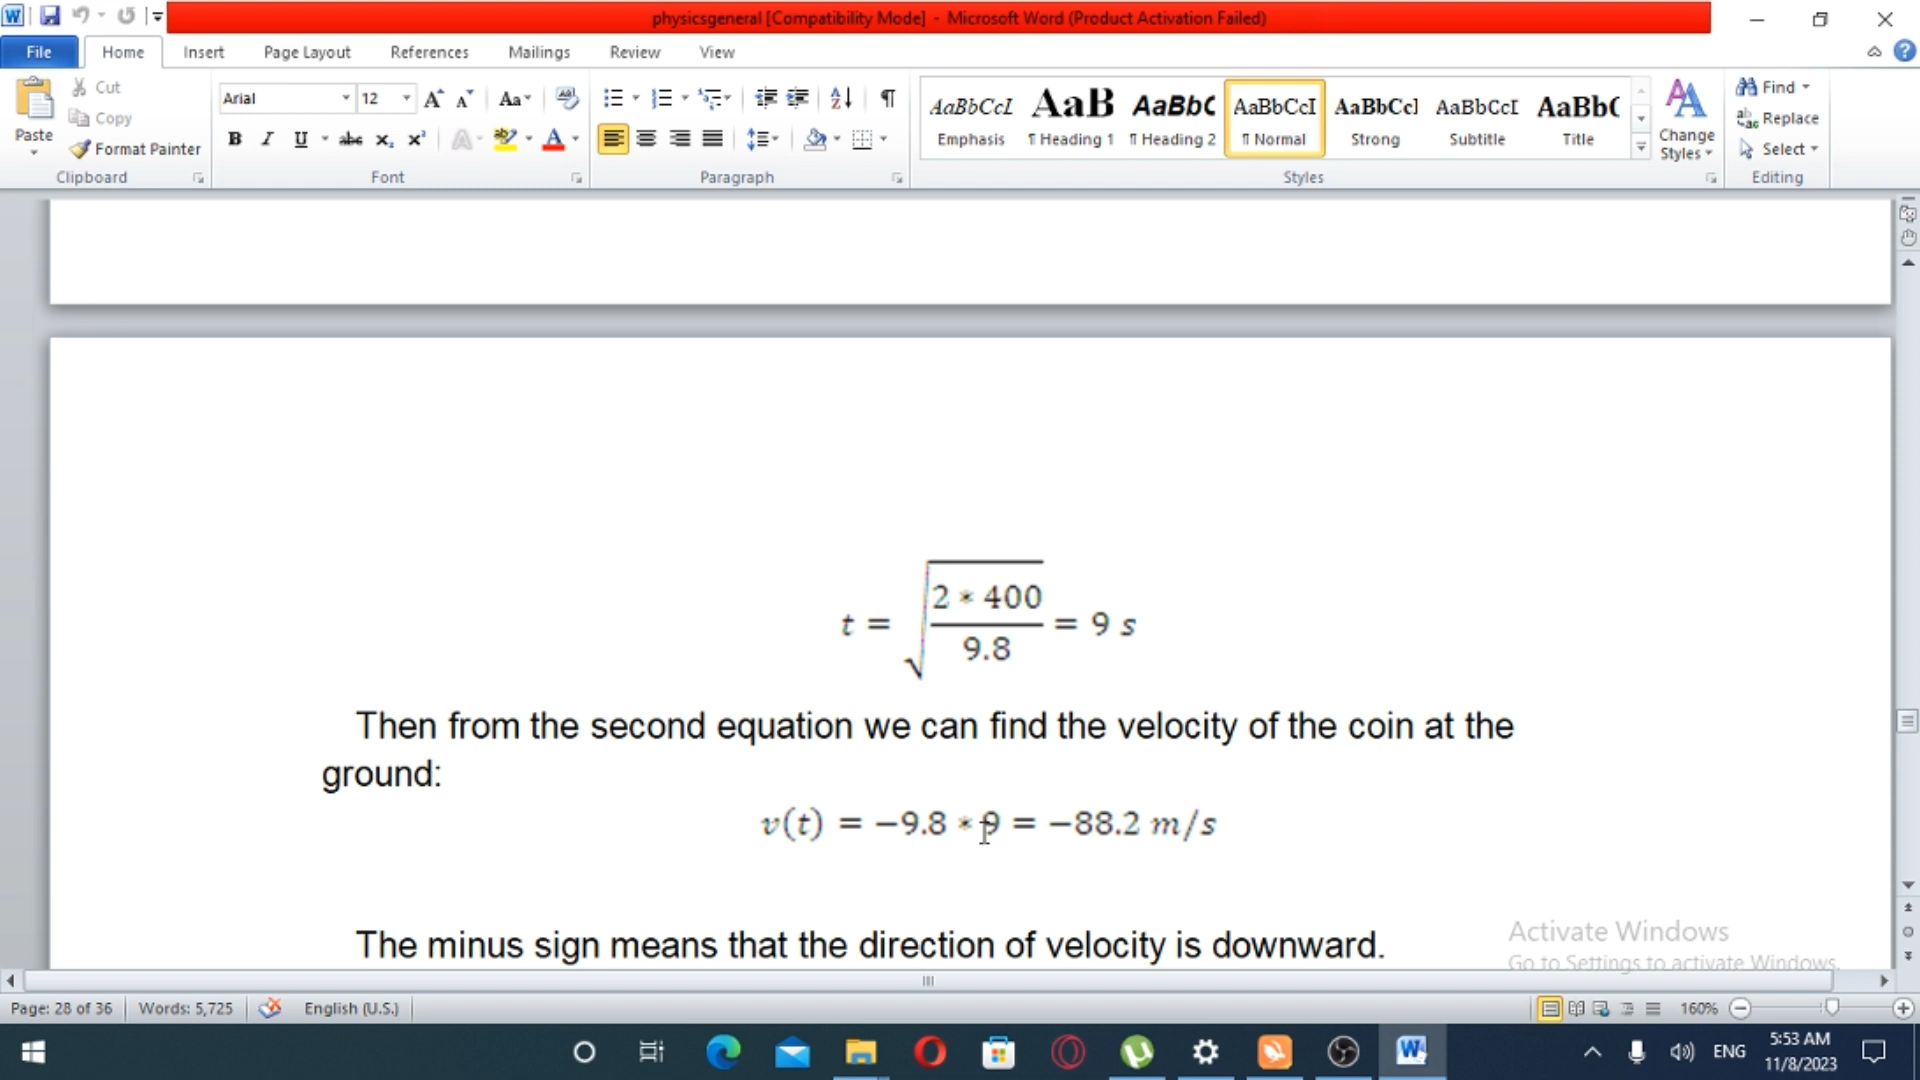 physicsgeneral [Compatibility Mode] - Microsoft Word (Product Activation Failed)
File Home Insert Page Layout References Mailings Review View
Paste
Cut
Copy
Format Painter
Clipboard
Arial 12
Font
Paragraph
AaBbCcI AaB AaBbC AaBbCcI AaBbCcI AaBbCcI AaBb(
Emphasis ¶ Heading 1 ¶ Heading 2 ¶ Normal Strong Subtitle Title
Styles
Change
Styles
Find
Replace
Select
Editing
t = √(2 * 400 / 9.8) = 9 s
Then from the second equation we can find the velocity of the coin at the
ground:
v(t) = −9.8 * 9 = −88.2 m/s
The minus sign means that the direction of velocity is downward.
Activate Windows
Go to Settings to activate Windows.
Page: 28 of 36 Words: 5,725 English (U.S.) 160%
ENG
5:53 AM
11/8/2023